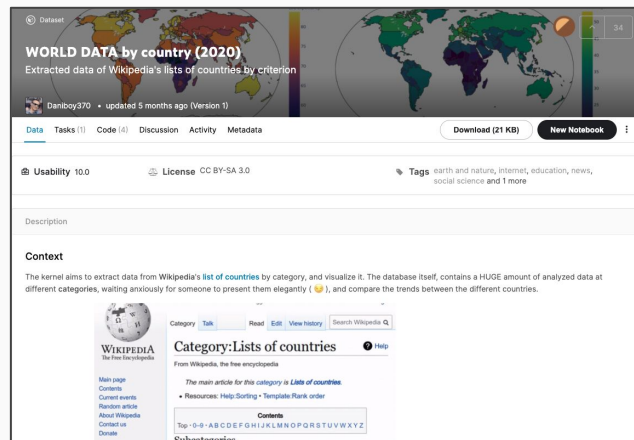 Dataset
34
WORLD DATA by country (2020)
Extracted data of Wikipedia's lists of countries by criterion
Daniboy370 • updated 5 months ago (Version 1)
Data Tasks (1) Code (4) Discussion Activity Metadata Download (21 KB) New Notebook
Usability 10.0 License CC BY-SA 3.0 Tags earth and nature, internet, education, news,
social science and 1 more
Description
Context
The kernel aims to extract data from Wikipedia's list of countries by category, and visualize it. The database itself, contains a HUGE amount of analyzed data at
different categories, waiting anxiously for someone to present them elegantly ( 😏 ), and compare the trends between the different countries.
Category Talk Read Edit View history Search Wikipedia
WIKIPEDIA
The Free Encyclopedia
Category:Lists of countries Help
From Wikipedia, the free encyclopedia
Main page
Contents
Current events
Random article
About Wikipedia
Contact us
Donate
The main article for this category is Lists of countries.
• Resources: Help:Sorting • Template:Rank order
Contents
Top · 0–9 · A B C D E F G H I J K L M N O P Q R S T U V W X Y Z
Subcategories